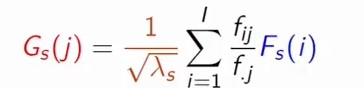 G_s(j) = \frac{1}{\sqrt{\lambda_s}} \sum_{i=1}^{I} \frac{f_{ij}}{f_{.j}} F_s(i)